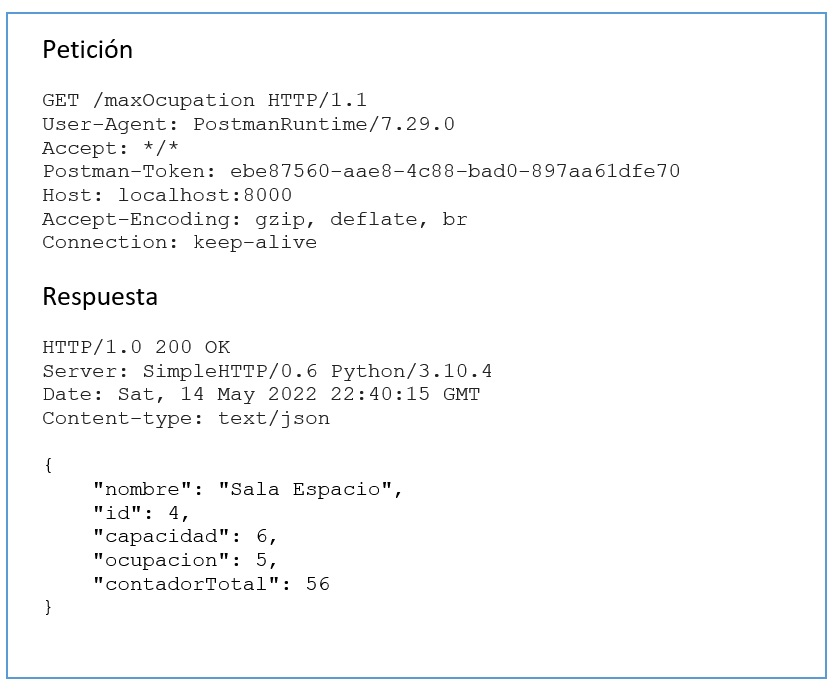 Petición
GET /maxOcupation HTTP/1.1
User-Agent: PostmanRuntime/7.29.0
Accept: */*
Postman-Token: ebe87560-aae8-4c88-bad0-897aa61dfe70
Host: localhost:8000
Accept-Encoding: gzip, deflate, br
Connection: keep-alive
Respuesta
HTTP/1.0 200 OK
Server: SimpleHTTP/0.6 Python/3.10.4
Date: Sat, 14 May 2022 22:40:15 GMT
Content-type: text/json
{
    "nombre": "Sala Espacio",
    "id": 4,
    "capacidad": 6,
    "ocupacion": 5,
    "contadorTotal": 56
}